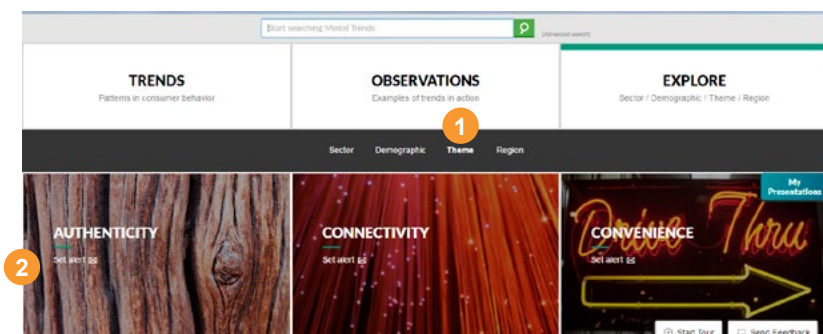 Start searching Mintel Trends
(Advanced search)
TRENDS
Patterns in consumer behavior
OBSERVATIONS
Examples of trends in action
EXPLORE
Sector / Demographic / Theme / Region
1
Sector Demographic Theme Region
My
Presentations
AUTHENTICITY
Set alert
CONNECTIVITY
Set alert
CONVENIENCE
Set alert
Drive Thru
2
Start Tour
Send Feedback